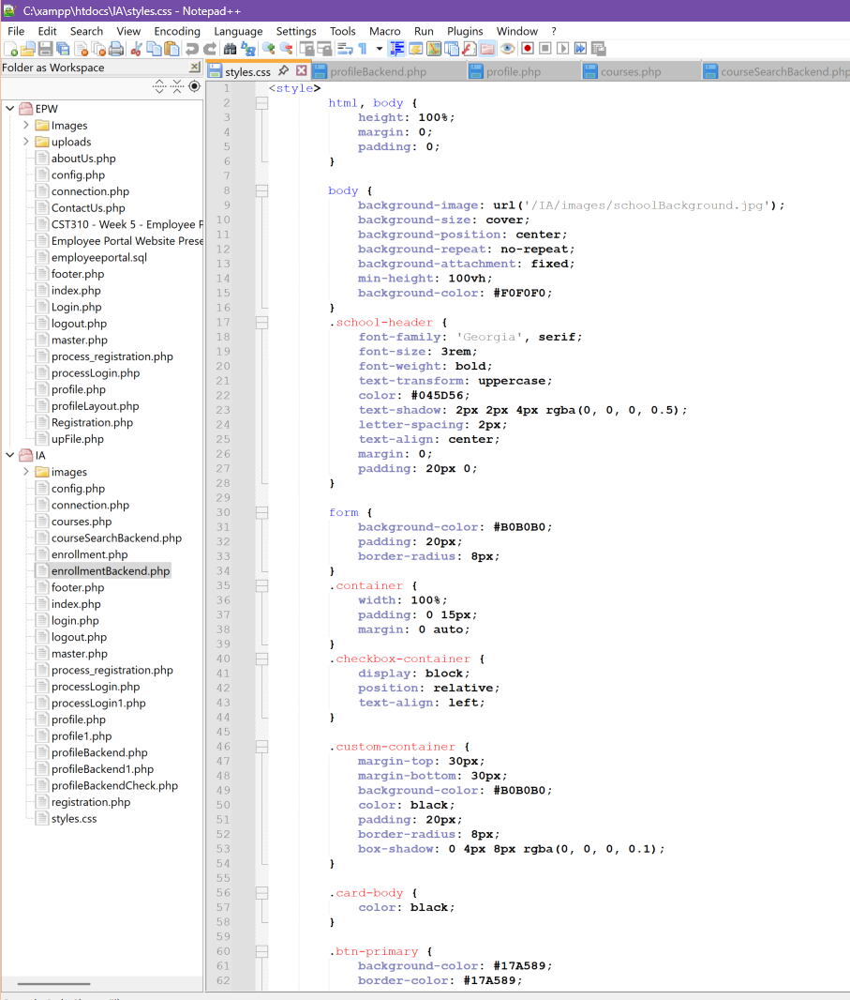 C:\xampp\htdocs\IA\styles.css - Notepad++
File Edit Search View Encoding Language Settings Tools Macro Run Plugins Window ?
Folder as Workspace
styles.css profileBackend.php profile.php courses.php courseSearchBackend.php
EPW
Images
uploads
aboutUs.php
config.php
connection.php
ContactUs.php
CST310 - Week 5 - Employee P
Employee Portal Website Prese
employeeportal.sql
footer.php
index.php
Login.php
logout.php
master.php
process_registration.php
processLogin.php
profile.php
profileLayout.php
Registration.php
upFile.php
IA
images
config.php
connection.php
courses.php
courseSearchBackend.php
enrollment.php
enrollmentBackend.php
footer.php
index.php
login.php
logout.php
master.php
process_registration.php
processLogin.php
processLogin1.php
profile.php
profile1.php
profileBackend.php
profileBackend1.php
profileBackendCheck.php
registration.php
styles.css
1 <style>
2 html, body {
3 height: 100%;
4 margin: 0;
5 padding: 0;
6 }
7
8 body {
9 background-image: url('/IA/images/schoolBackground.jpg');
10 background-size: cover;
11 background-position: center;
12 background-repeat: no-repeat;
13 background-attachment: fixed;
14 min-height: 100vh;
15 background-color: #F0F0F0;
16 }
17 .school-header {
18 font-family: 'Georgia', serif;
19 font-size: 3rem;
20 font-weight: bold;
21 text-transform: uppercase;
22 color: #045D56;
23 text-shadow: 2px 2px 4px rgba(0, 0, 0, 0.5);
24 letter-spacing: 2px;
25 text-align: center;
26 margin: 0;
27 padding: 20px 0;
28 }
29
30 form {
31 background-color: #B0B0B0;
32 padding: 20px;
33 border-radius: 8px;
34 }
35 .container {
36 width: 100%;
37 padding: 0 15px;
38 margin: 0 auto;
39 }
40 .checkbox-container {
41 display: block;
42 position: relative;
43 text-align: left;
44 }
45
46 .custom-container {
47 margin-top: 30px;
48 margin-bottom: 30px;
49 background-color: #B0B0B0;
50 color: black;
51 padding: 20px;
52 border-radius: 8px;
53 box-shadow: 0 4px 8px rgba(0, 0, 0, 0.1);
54 }
55
56 .card-body {
57 color: black;
58 }
59
60 .btn-primary {
61 background-color: #17A589;
62 border-color: #17A589;